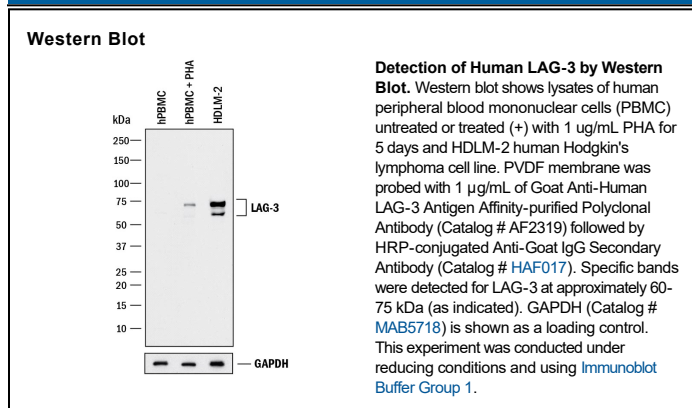 Western Blot
hPBMC
hPBMC + PHA
HDLM-2
kDa
250
150
100
75
50
37
25
20
15
10
LAG-3
GAPDH
Detection of Human LAG-3 by Western
Blot. Western blot shows lysates of human
peripheral blood mononuclear cells (PBMC)
untreated or treated (+) with 1 ug/mL PHA for
5 days and HDLM-2 human Hodgkin's
lymphoma cell line. PVDF membrane was
probed with 1 µg/mL of Goat Anti-Human
LAG-3 Antigen Affinity-purified Polyclonal
Antibody (Catalog # AF2319) followed by
HRP-conjugated Anti-Goat IgG Secondary
Antibody (Catalog # HAF017). Specific bands
were detected for LAG-3 at approximately 60-
75 kDa (as indicated). GAPDH (Catalog #
MAB5718) is shown as a loading control.
This experiment was conducted under
reducing conditions and using Immunoblot
Buffer Group 1.